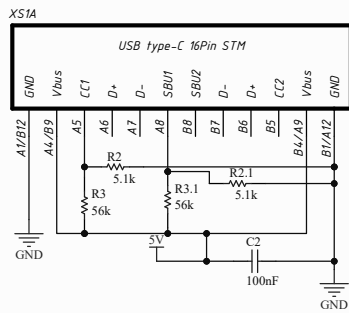 XS1A
USB type-C 16Pin STM
GND Vbus CC1 D+ D- SBU1 SBU2 D- D+ CC2 Vbus GND
A1/B12 A4/B9 A5 A6 A7 A8 B8 B7 B6 B5 B4/A9 B1/A12
R2
5.1k
R2.1
5.1k
R3
56k
R3.1
56k
5V
C2
100nF
GND
GND